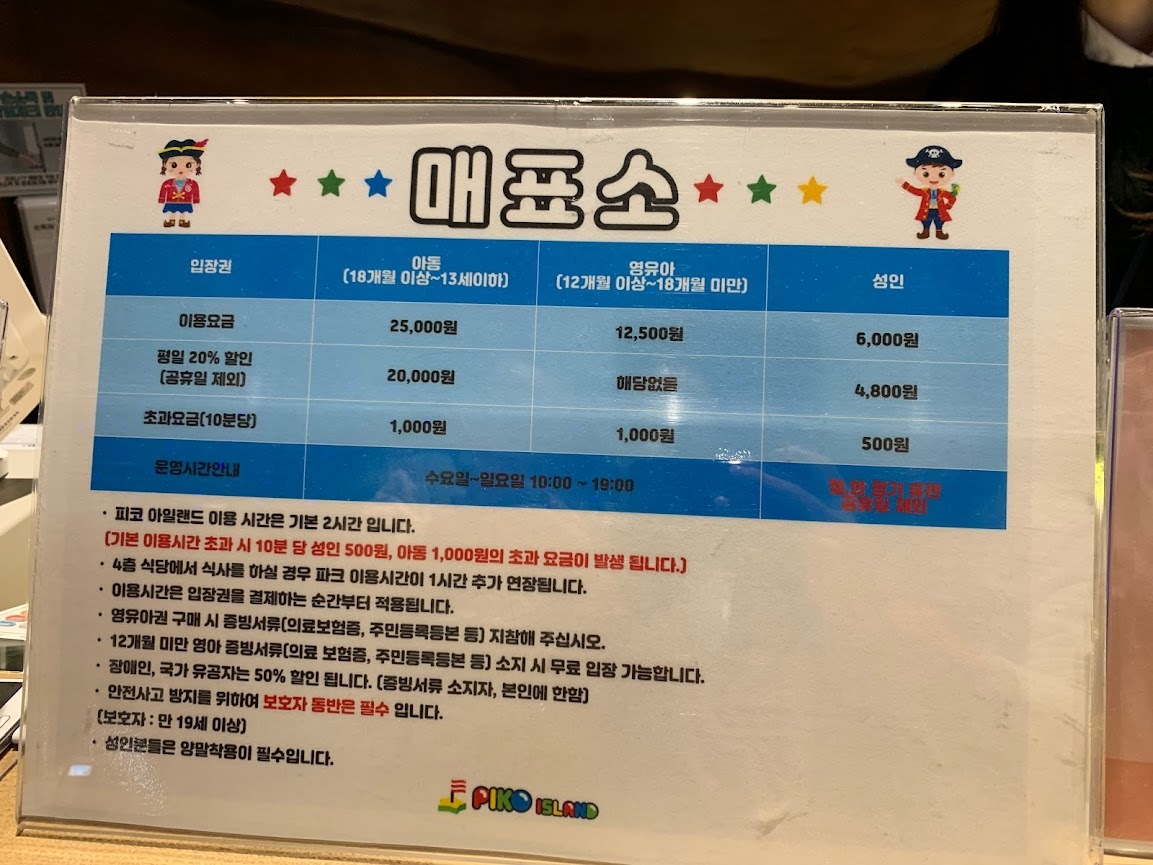 매표소
입장권 아동 (18개월 이상~13세이하) 영유아 (12개월 이상~18개월 미만) 성인
이용요금 25,000원 12,500원 6,000원
평일 20% 할인 (공휴일 제외) 20,000원 해당없음 4,800원
초과요금(10분당) 1,000원 1,000원 500원
운영시간안내 수요일~일요일 10:00 ~ 19:00 공휴일 제외
· 피코 아일랜드 이용 시간은 기본 2시간 입니다.
(기본 이용시간 초과 시 10분 당 성인 500원, 아동 1,000원의 초과 요금이 발생 됩니다.)
· 4층 식당에서 식사를 하실 경우 파크 이용시간이 1시간 추가 연장됩니다.
· 이용시간은 입장권을 결제하는 순간부터 적용됩니다.
· 영유아권 구매 시 증빙서류(의료보험증, 주민등록등본 등) 지참해 주십시오.
· 12개월 미만 영아 증빙서류(의료 보험증, 주민등록등본 등) 소지 시 무료 입장 가능합니다.
· 장애인, 국가 유공자는 50% 할인 됩니다. (증빙서류 소지자, 본인에 한함)
· 안전사고 방지를 위하여 보호자 동반은 필수 입니다.
(보호자 : 만 19세 이상)
· 성인분들은 양말착용이 필수입니다.
PIKO ISLAND